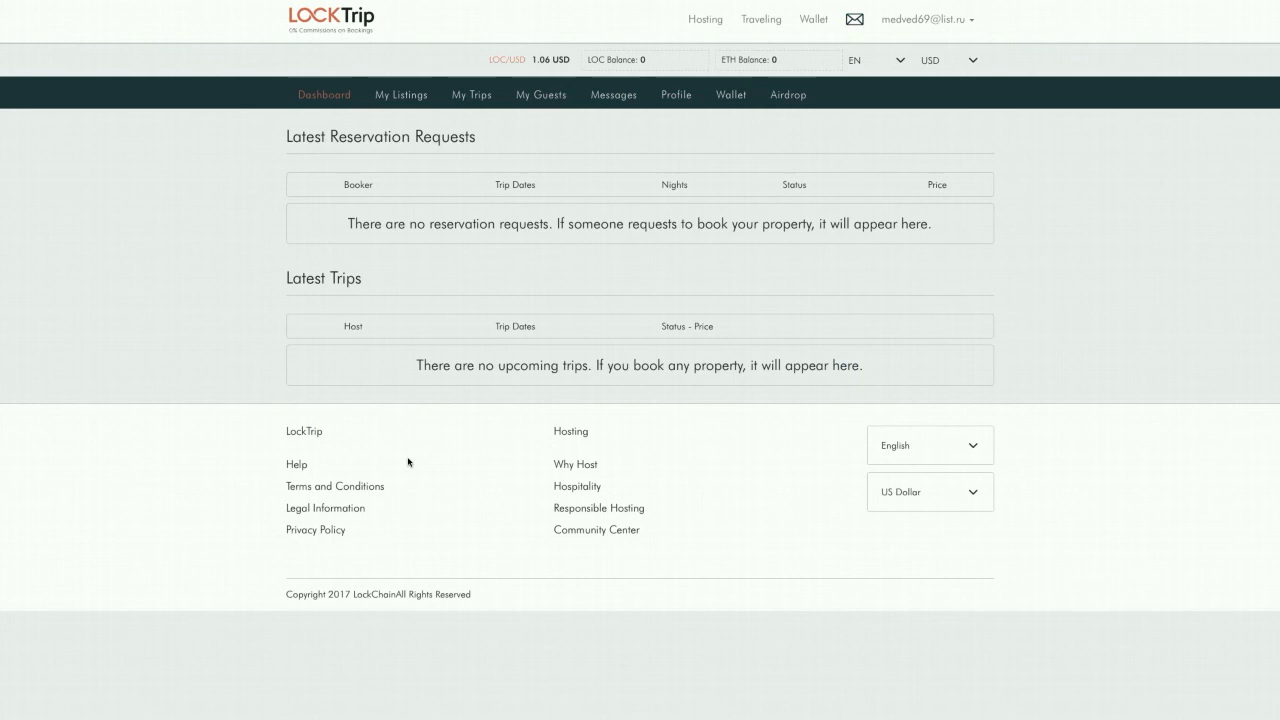 LOCKTrip
0% Commissions on Bookings
Hosting Traveling Wallet medved69@list.ru
LOC/USD 1.06 USD LOC Balance: 0 ETH Balance: 0 EN USD
Dashboard My Listings My Trips My Guests Messages Profile Wallet Airdrop
Latest Reservation Requests
Booker Trip Dates Nights Status Price
There are no reservation requests. If someone requests to book your property, it will appear here.
Latest Trips
Host Trip Dates Status - Price
There are no upcoming trips. If you book any property, it will appear here.
LockTrip
Help
Terms and Conditions
Legal Information
Privacy Policy
Hosting
Why Host
Hospitality
Responsible Hosting
Community Center
English
US Dollar
Copyright 2017 LockChainAll Rights Reserved